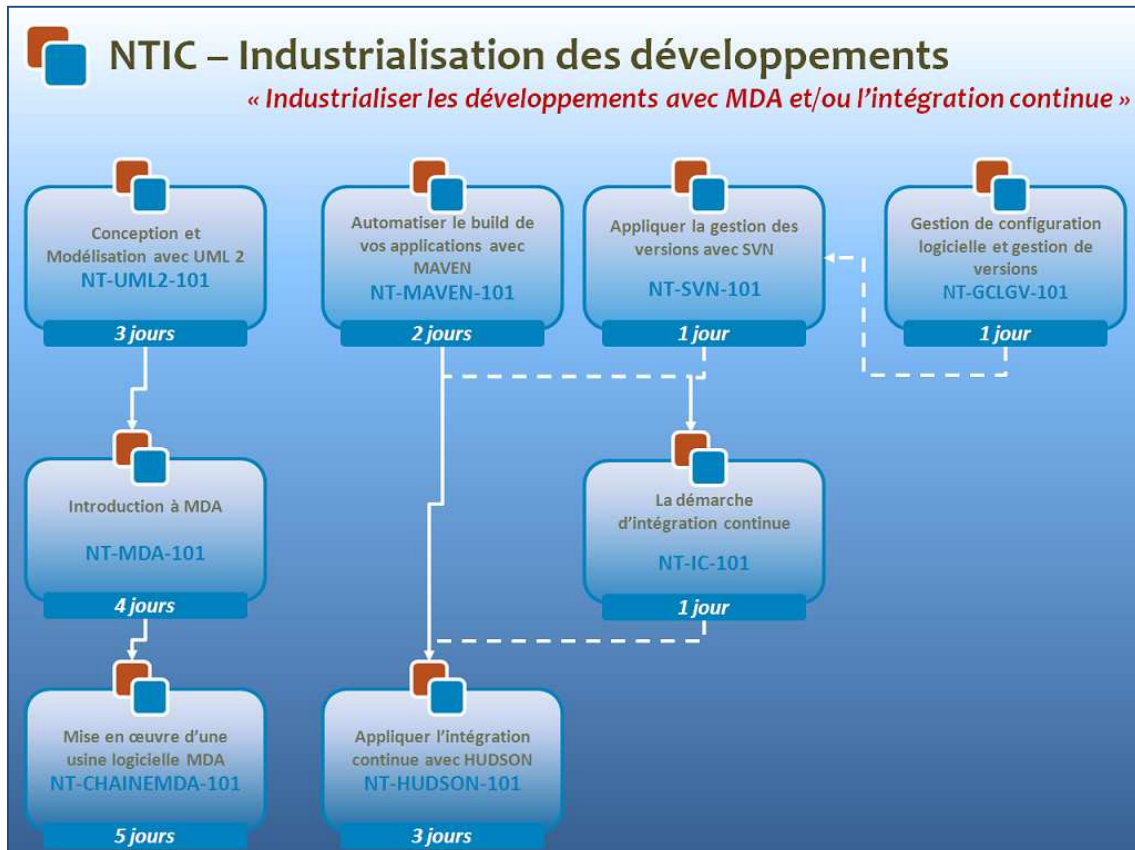 NTIC – Industrialisation des développements
« Industrialiser les développements avec MDA et/ou l’intégration continue »
Conception et
Modélisation avec UML 2
NT-UML2-101
3 jours
Automatiser le build de
vos applications avec
MAVEN
NT-MAVEN-101
2 jours
Appliquer la gestion des
versions avec SVN
NT-SVN-101
1 jour
Gestion de configuration
logicielle et gestion de
versions
NT-GCLGV-101
1 jour
Introduction à MDA
NT-MDA-101
4 jours
La démarche
d’intégration continue
NT-IC-101
1 jour
Mise en œuvre d’une
usine logicielle MDA
NT-CHAINEMDA-101
5 jours
Appliquer l’intégration
continue avec HUDSON
NT-HUDSON-101
3 jours